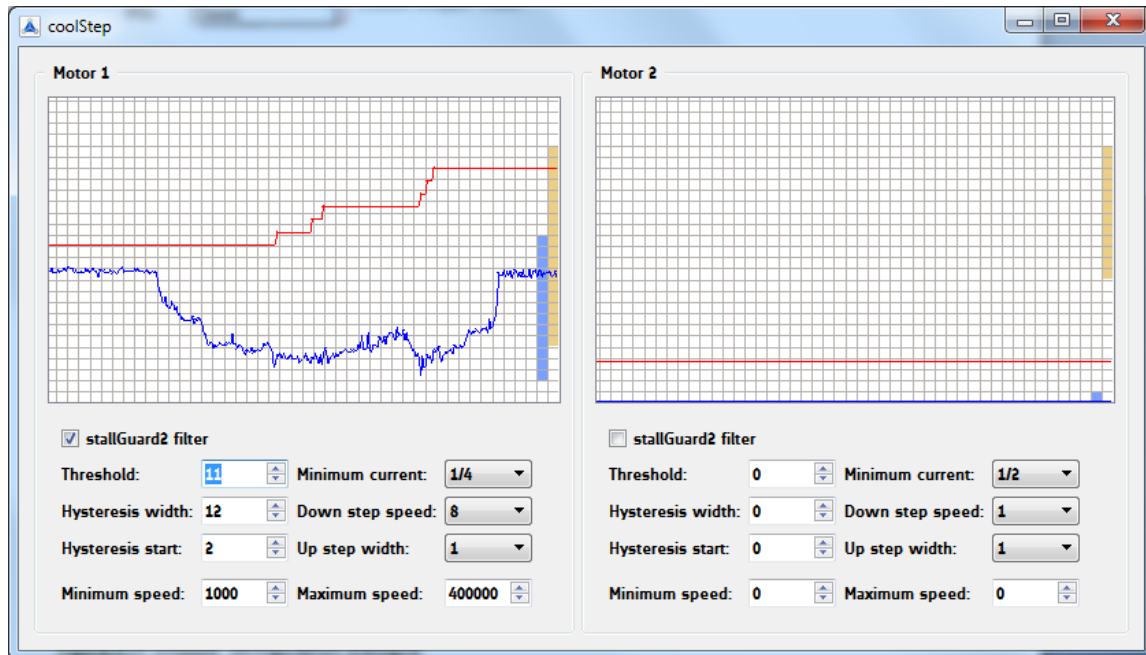 coolStep
Motor 1
stallGuard2 filter
Threshold: 11 Minimum current: 1/4
Hysteresis width: 12 Down step speed: 8
Hysteresis start: 2 Up step width: 1
Minimum speed: 1000 Maximum speed: 400000
Motor 2
stallGuard2 filter
Threshold: 0 Minimum current: 1/2
Hysteresis width: 0 Down step speed: 1
Hysteresis start: 0 Up step width: 1
Minimum speed: 0 Maximum speed: 0